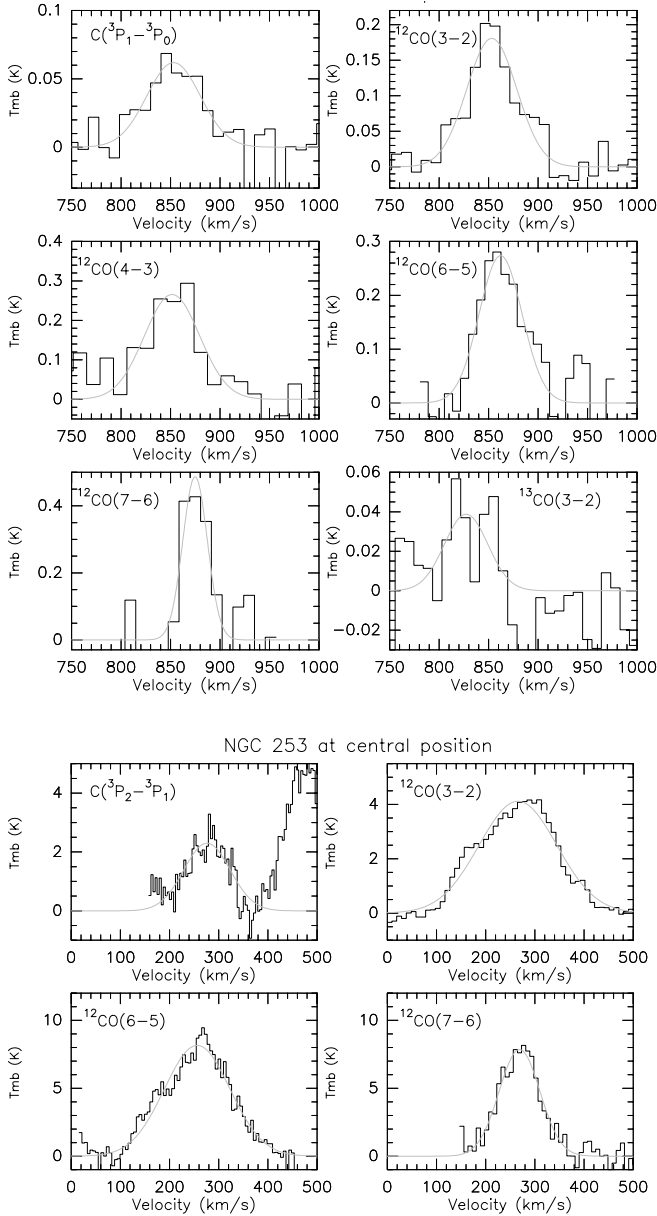 C(³P₁−³P₀)
0.1
0.05
0
Tmb (K)
750 800 850 900 950 1000
Velocity (km/s)
¹²CO(3−2)
0.2
0.15
0.1
0.05
0
Tmb (K)
750 800 850 900 950 1000
Velocity (km/s)
¹²CO(4−3)
0.4
0.3
0.2
0.1
0
Tmb (K)
750 800 850 900 950 1000
Velocity (km/s)
¹²CO(6−5)
0.3
0.2
0.1
0
Tmb (K)
750 800 850 900 950 1000
Velocity (km/s)
¹²CO(7−6)
0.4
0.2
0
Tmb (K)
750 800 850 900 950 1000
Velocity (km/s)
¹³CO(3−2)
0.06
0.04
0.02
0
−0.02
Tmb (K)
750 800 850 900 950 1000
Velocity (km/s)
NGC 253 at central position
C(³P₂−³P₁)
4
2
0
Tmb (K)
0 100 200 300 400 500
Velocity (km/s)
¹²CO(3−2)
4
2
0
Tmb (K)
0 100 200 300 400 500
Velocity (km/s)
¹²CO(6−5)
10
5
0
Tmb (K)
0 100 200 300 400 500
Velocity (km/s)
¹²CO(7−6)
10
5
0
Tmb (K)
0 100 200 300 400 500
Velocity (km/s)